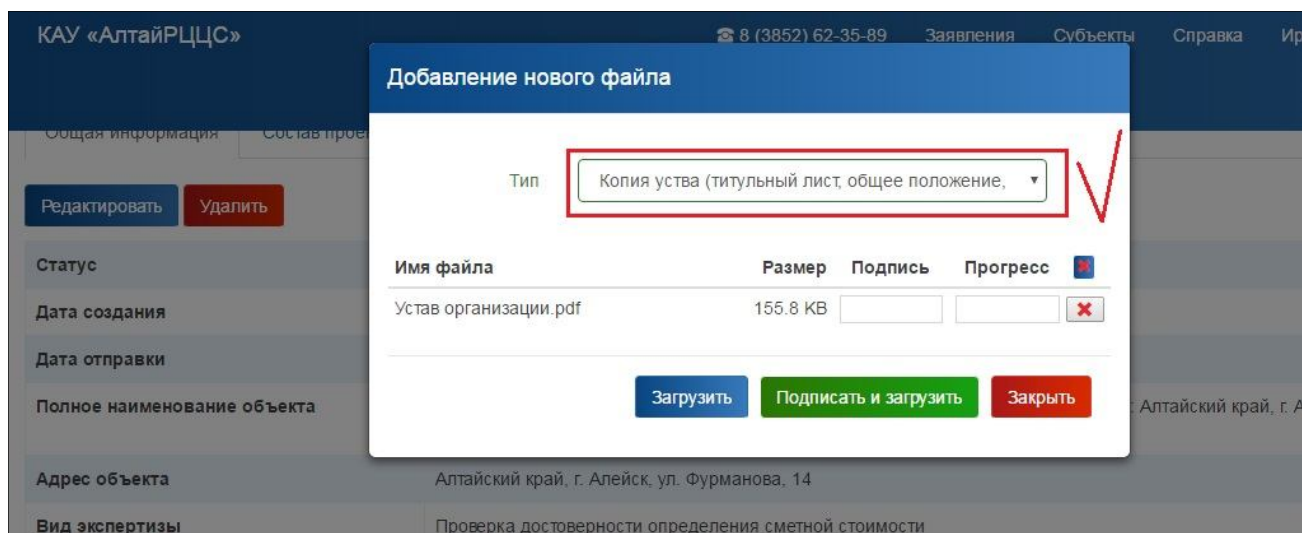 КАУ «АлтайРЦЦС»
8 (3852) 62-35-89 Заявления Субъекты Справка
Добавление нового файла
Общая информация Состав
Тип Копия уства (титульный лист, общее положение,
Редактировать Удалить
Статус
Имя файла Размер Подпись Прогресс
Дата создания
Устав организации.pdf 155.8 KB
Дата отправки
Загрузить Подписать и загрузить Закрыть
Полное наименование объекта
Алтайский край, г.
Адрес объекта Алтайский край, г. Алейск, ул. Фурманова, 14
Вид экспертизы Проверка достоверности определения сметной стоимости